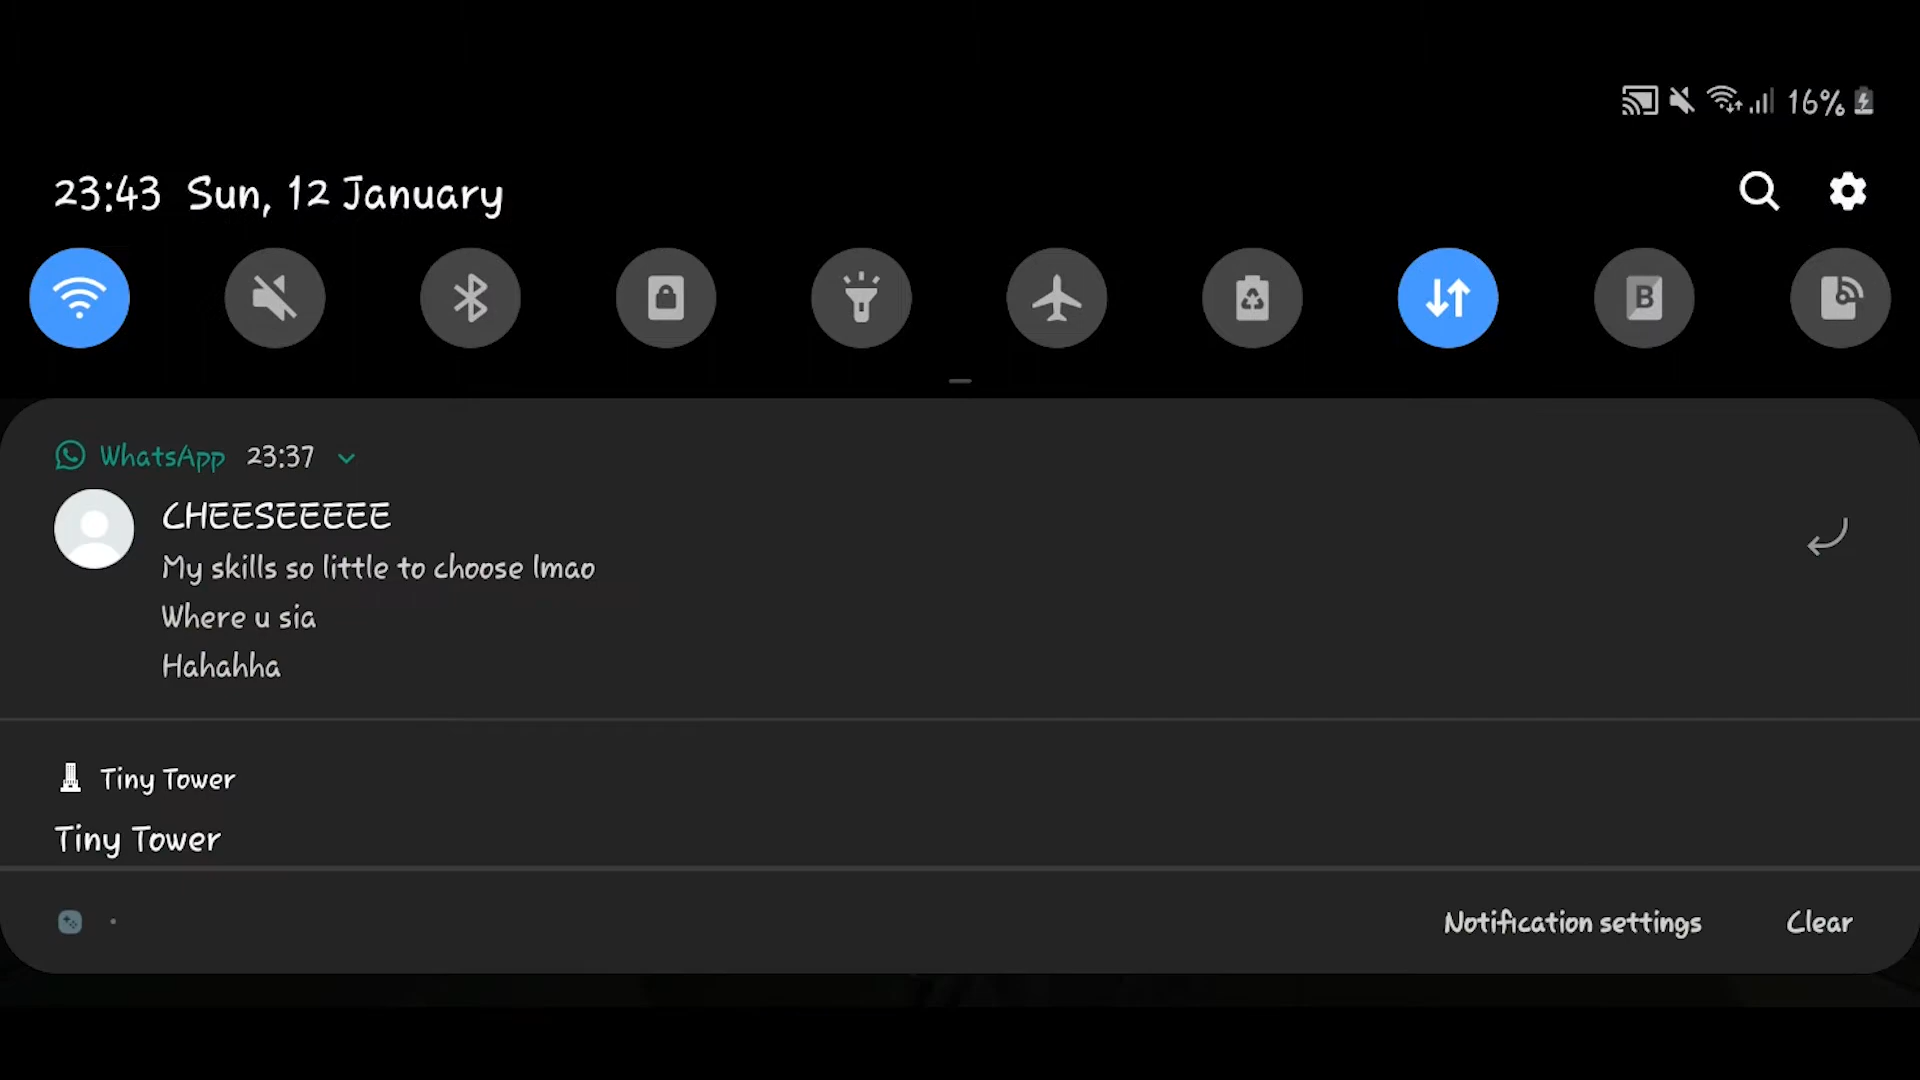 16%
23:43 Sun, 12 January
B
WhatsApp 23:37
CHEESEEEEE
My skills so little to choose lmao
Where u sia
Hahahha
Tiny Tower
Tiny Tower
Notification settings Clear